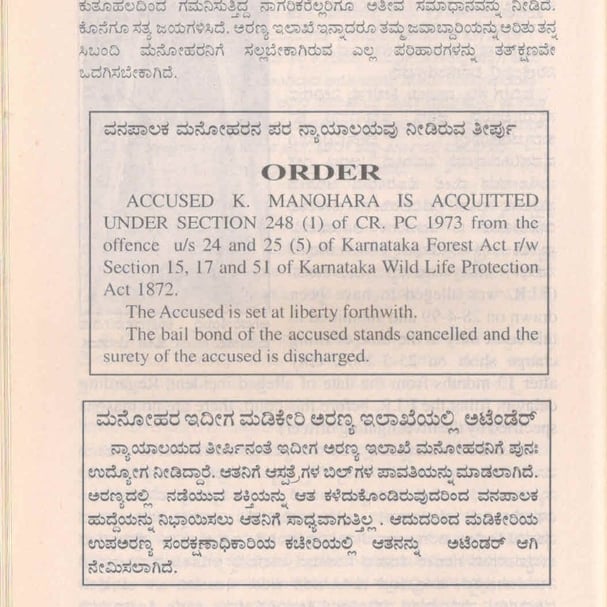 ಕುತೂಹಲದಿಂದ ಗಮನಿಸುತ್ತಿದ್ದ ನಾಗರಿಕರೆಲ್ಲರಿಗೂ ಅತೀವ ಸಮಾಧಾನವನ್ನು ನೀಡಿದೆ.
ಕೊನೆಗೂ ಸತ್ಯ ಜಯಗಳಿಸಿದೆ. ಅರಣ್ಯ ಇಲಾಖೆ ಇನ್ನಾದರೂ ತಮ್ಮ ಜವಾಬ್ದಾರಿಯನ್ನು ಅರಿತು ತನ್ನ
ಸಿಬಂದಿ ಮನೋಹರನಿಗೆ ಸಲ್ಲಬೇಕಾಗಿರುವ ಎಲ್ಲ ಪರಿಹಾರಗಳನ್ನು ತತ್‌ಕ್ಷಣವೇ
ಒದಗಿಸಬೇಕಾಗಿದೆ.
ವನಪಾಲಕ ಮನೋಹರನ ಪರ ನ್ಯಾಯಾಲಯವು ನೀಡಿರುವ ತೀರ್ಪು
ORDER
ACCUSED K. MANOHARA IS ACQUITTED
UNDER SECTION 248 (1) of CR. PC 1973 from the
offence u/s 24 and 25 (5) of Karnataka Forest Act r/w
Section 15, 17 and 51 of Karnataka Wild Life Protection
Act 1872.
The Accused is set at liberty forthwith.
The bail bond of the accused stands cancelled and the
surety of the accused is discharged.
ಮನೋಹರ ಇದೀಗ ಮಡಿಕೇರಿ ಅರಣ್ಯ ಇಲಾಖೆಯಲ್ಲಿ ಅಟೆಂಡರ್
ನ್ಯಾಯಾಲಯದ ತೀರ್ಪಿನಂತೆ ಇದೀಗ ಅರಣ್ಯ ಇಲಾಖೆ ಮನೋಹರನಿಗೆ ಪುನಃ
ಉದ್ಯೋಗ ನೀಡಿದ್ದಾರೆ. ಆತನಿಗೆ ಆಸ್ಪತ್ರೆಗಳ ಬಿಲ್‌ಗಳ ಪಾವತಿಯನ್ನು ಮಾಡಲಾಗಿದೆ.
ಅರಣ್ಯದಲ್ಲಿ ನಡೆಯುವ ಶಕ್ತಿಯನ್ನು ಆತ ಕಳೆದುಕೊಂಡಿರುವುದರಿಂದ ವನಪಾಲಕ
ಹುದ್ದೆಯನ್ನು ನಿಭಾಯಿಸಲು ಆತನಿಗೆ ಸಾಧ್ಯವಾಗುತ್ತಿಲ್ಲ . ಆದುದರಿಂದ ಮಡಿಕೇರಿಯ
ಉಪಅರಣ್ಯ ಸಂರಕ್ಷಣಾಧಿಕಾರಿಯ ಕಚೇರಿಯಲ್ಲಿ ಆತನನ್ನು ಅಟೆಂಡರ್ ಆಗಿ
ನೇಮಿಸಲಾಗಿದೆ.